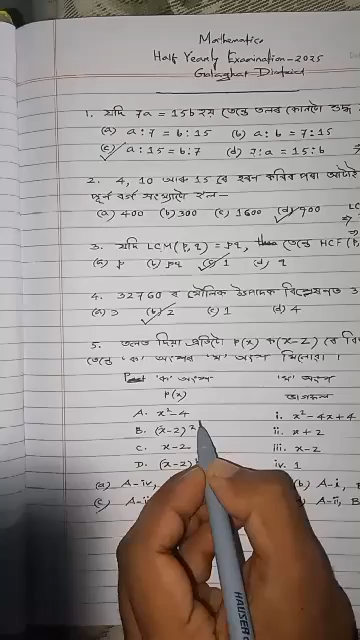 Mathematics
Half Yearly Examination - 2025
Golaghat District
1. যদি 7a = 15b হয় তেন্তে তলৰ কোনটো শুদ্ধ
(a) a : 7 = b : 15 (b) a : b = 7 : 15
(c) a : 15 = b : 7 (d) 7 : a = 15 : b
2. 4, 10 আৰু 15 ৰে হৰণ কৰিব পৰা আটাই
পূৰ্ণ বৰ্গ সংখ্যাটো হ'ল—
(a) 400 (b) 300 (c) 1600 (d) 900
3. যদি LCM(p, q) = pq, তেন্তে HCF(P,
(a) p (b) pq (c) 1 (d) q
4. 32760 ৰ মৌলিক উৎপাদক বিশ্লেষণত 3
(a) 3 (b) 2 (c) 1 (d) 4
5. তলত দিয়া প্ৰতিটো p(x) ক (x-2) ৰে
তেন্তে 'ক' অংশৰ 'খ' অংশ মিলোৱা ।
'ক' অংশ 'খ' অংশ
P(x) ভাগফল
A. x² - 4 i. x² - 4x + 4
B. (x-2)² ii. x + 2
C. x - 2 iii. x - 2
D. (x-2) iv. 1
(a) A-iv, (b) A-i, B
(c) A-ii A-ii, B